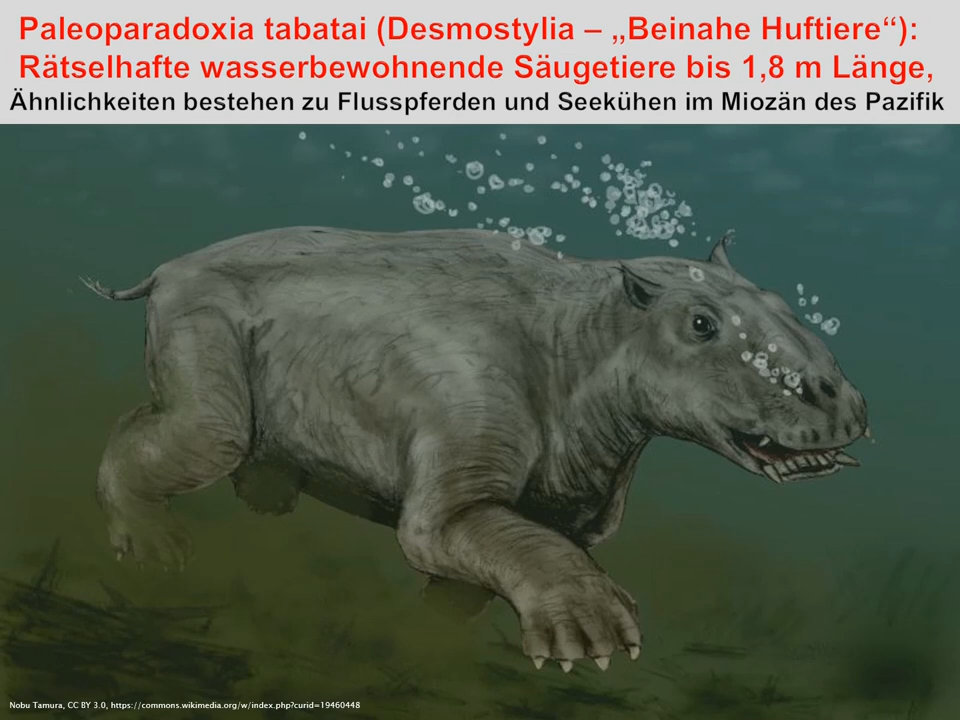 Paleoparadoxia tabatai (Desmostylia – „Beinahe Huftiere“):
Rätselhafte wasserbewohnende Säugetiere bis 1,8 m Länge,
Ähnlichkeiten bestehen zu Flusspferden und Seekühen im Miozän des Pazifik
Nobu Tamura, CC BY 3.0, https://commons.wikimedia.org/w/index.php?curid=19460448